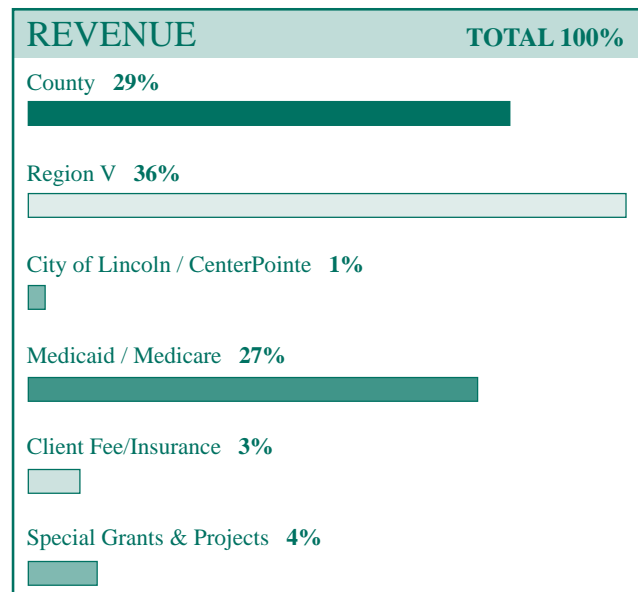 REVENUE TOTAL 100%
County 29%
Region V 36%
City of Lincoln / CenterPointe 1%
Medicaid / Medicare 27%
Client Fee/Insurance 3%
Special Grants & Projects 4%